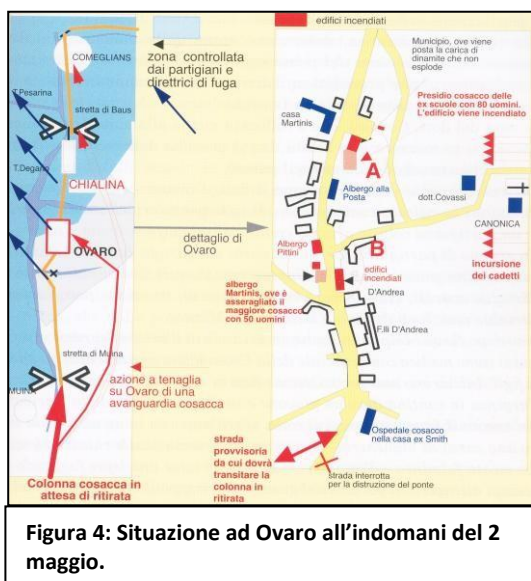 edifici incendiati
COMEGLIANS
zona controllata
dai partigiani e
direttrici di fuga
T.Pesarina
stretta di Baus
T.Degano
CHIALINA
OVARO
dettaglio di
Ovaro
stretta di Muina
MUINA
azione a tenaglia
su Ovaro di una
avanguardia cosacca
Colonna cosacca in
attesa di ritirata
Municipio, ove viene
posta la carica di
dinamite che non
esplode
casa
Martinis
Presidio cosacco delle
ex scuole con 80 uomini.
L'edificio viene incendiato
A
Albergo alla
Posta
dott.Covassi
CANONICA
B
Albergo
Pittini
edifici
incendiati
incursione
dei cadetti
albergo
Martinis, ove è
asseragliato il
maggiore cosacco
con 50 uomini
D'Andrea
F.lli D'Andrea
Ospedale cosacco
nella casa ex Smith
strada
provvisoria
da cui dovrà
transitare la
colonna in
ritirata
strada interrotta
per la distruzione del ponte
Figura 4: Situazione ad Ovaro all'indomani del 2
maggio.